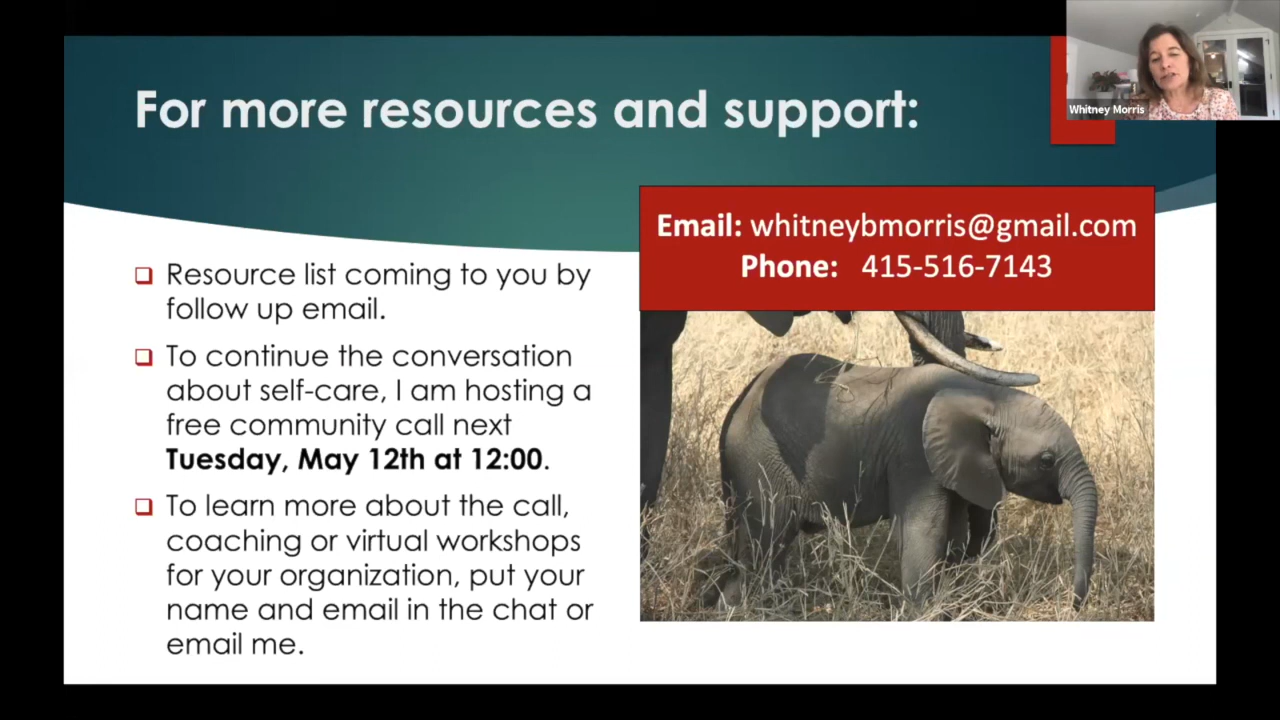 For more resources and support:
Whitney Morris
Email: whitneybmorris@gmail.com
Phone: 415-516-7143
Resource list coming to you by
follow up email.
To continue the conversation
about self-care, I am hosting a
free community call next
Tuesday, May 12th at 12:00.
To learn more about the call,
coaching or virtual workshops
for your organization, put your
name and email in the chat or
email me.